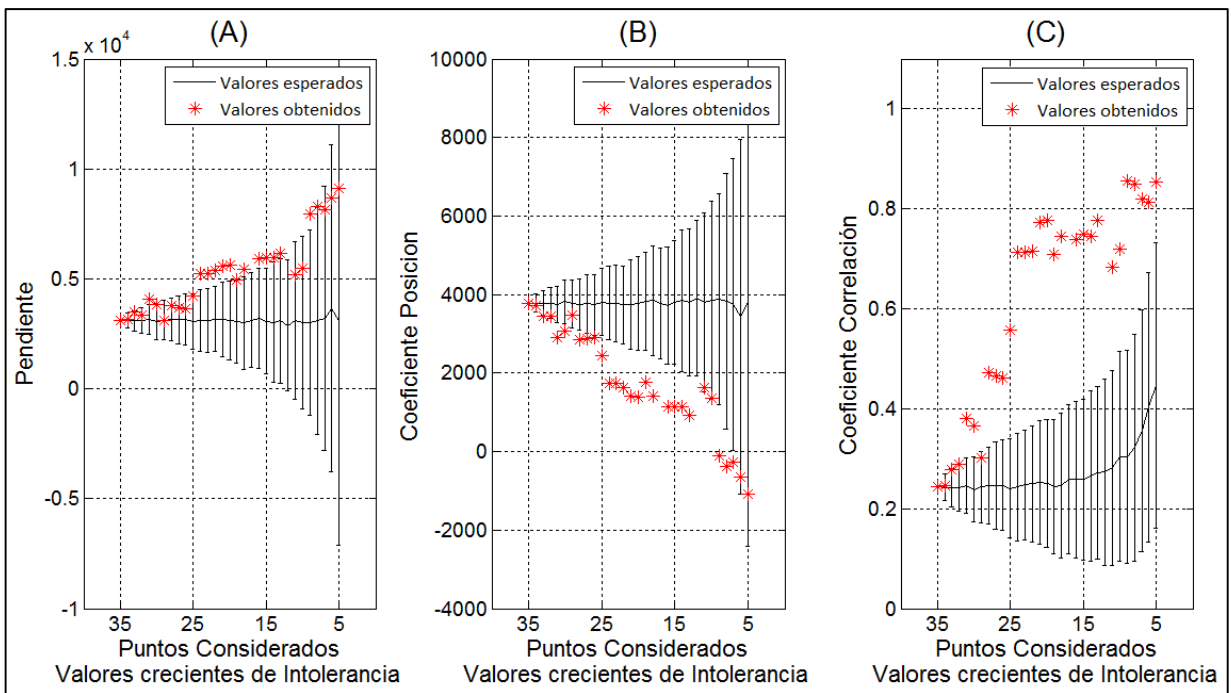 (A)
x 10^4
1.5
1
0.5
0
-0.5
-1
Pendiente
Valores esperados
Valores obtenidos
35
25
15
5
Puntos Considerados
Valores crecientes de Intolerancia
(B)
10000
8000
6000
4000
2000
0
-2000
-4000
Coeficiente Posicion
Valores esperados
Valores obtenidos
35
25
15
5
Puntos Considerados
Valores crecientes de Intolerancia
(C)
1
0.8
0.6
0.4
0.2
0
Coeficiente Correlación
Valores esperados
Valores obtenidos
35
25
15
5
Puntos Considerados
Valores crecientes de Intolerancia